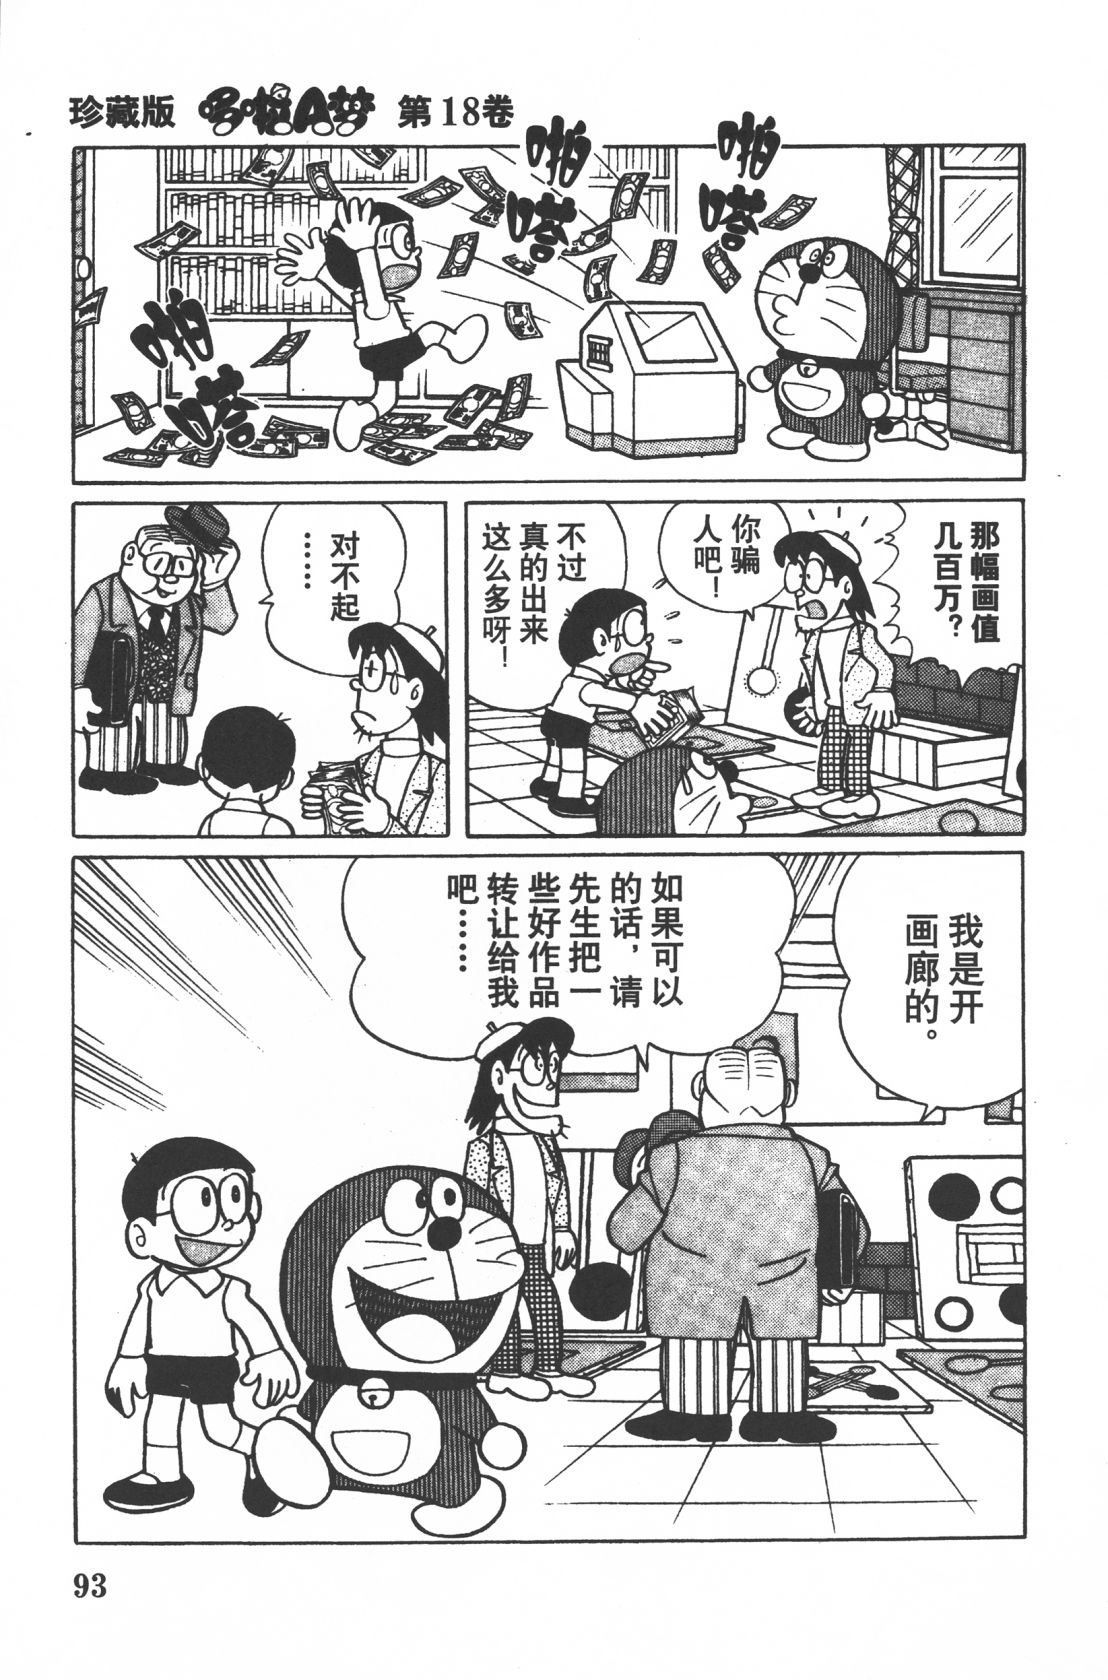 珍藏版 哆啦A梦 第18卷
啪
嗒
啪
嗒
啪
嗒
那幅画值
几百万？
你骗
人吧！
不过
真的出来
这么多呀！
对不起
……
我是开
画廊的。
如果可以
的话，请
先生把一
些好作品
转让给我
吧……
93